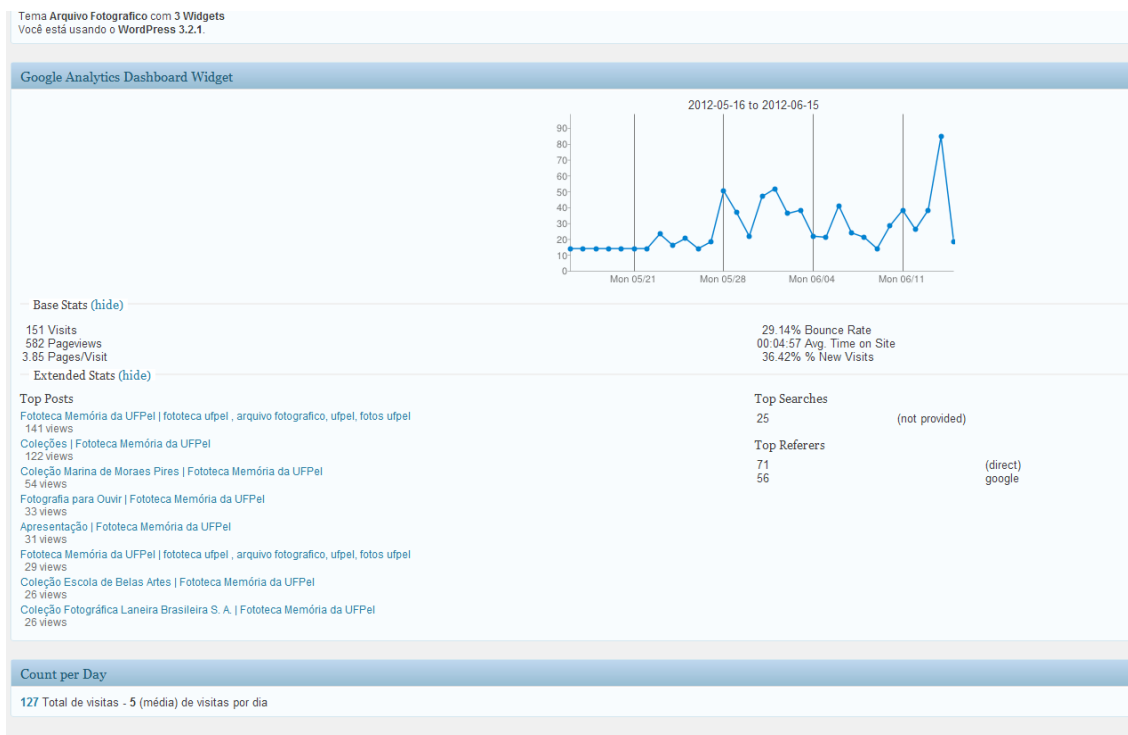 Tema Arquivo Fotografico com 3 Widgets
Você está usando o WordPress 3.2.1.
Google Analytics Dashboard Widget
2012-05-16 to 2012-06-15
90
80
70
60
50
40
30
20
10
0
Mon 05/21 Mon 05/28 Mon 06/04 Mon 06/11
Base Stats (hide)
151 Visits 29.14% Bounce Rate
582 Pageviews 00:04:57 Avg. Time on Site
3.85 Pages/Visit 36.42% % New Visits
Extended Stats (hide)
Top Posts
Fototeca Memória da UFPel | fototeca ufpel , arquivo fotografico, ufpel, fotos ufpel
141 views
Coleções | Fototeca Memória da UFPel
122 views
Coleção Marina de Moraes Pires | Fototeca Memória da UFPel
54 views
Fotografia para Ouvir | Fototeca Memória da UFPel
33 views
Apresentação | Fototeca Memória da UFPel
31 views
Fototeca Memória da UFPel | fototeca ufpel , arquivo fotografico, ufpel, fotos ufpel
29 views
Coleção Escola de Belas Artes | Fototeca Memória da UFPel
26 views
Coleção Fotográfica Laneira Brasileira S. A. | Fototeca Memória da UFPel
26 views
Top Searches
25 (not provided)
Top Referers
71 (direct)
56 google
Count per Day
127 Total de visitas - 5 (média) de visitas por dia